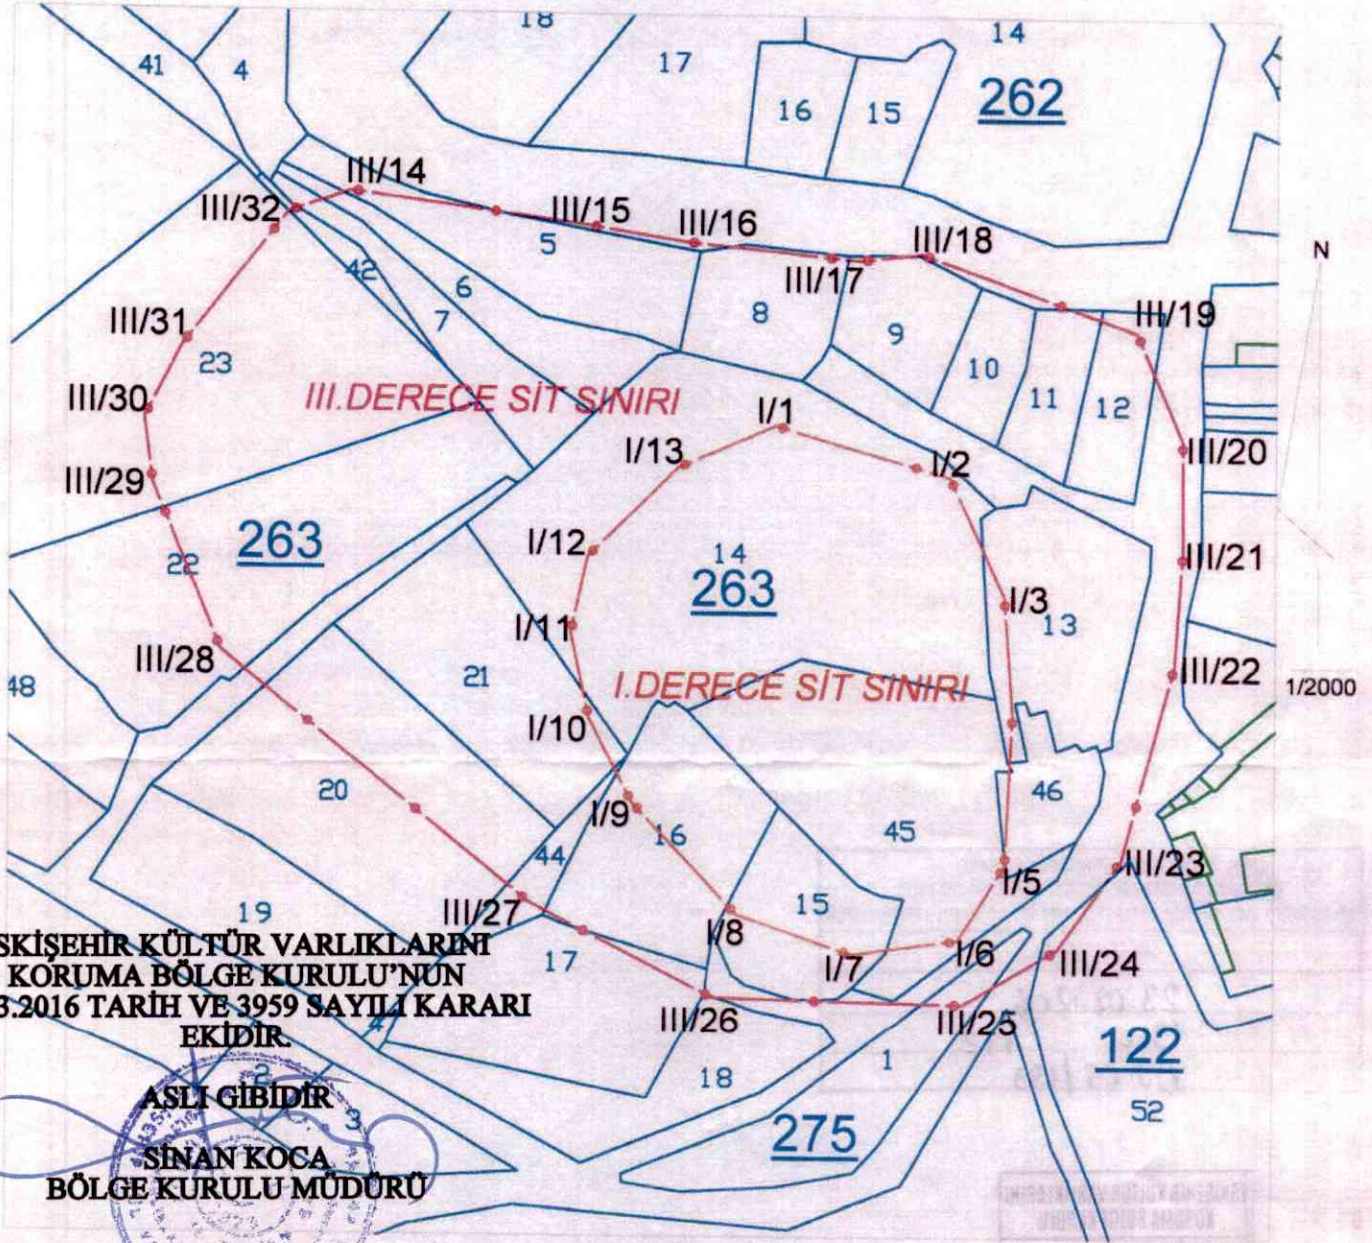 18
14
41
4
17
262
16
15
III/14
III/32
III/15
III/16
III/18
N
5
III/17
42
6
III/19
III/31
7
8
9
23
10
11
III/30
III.DERECE SİT SINIRI
12
I/1
I/13
I/2
III/20
III/29
263
I/12
14
22
263
III/21
I/3
I/11
13
III/28
21
I.DERECE SİT SINIRI
III/22
48
1/2000
I/10
20
46
I/9
16
45
44
III/23
I/5
19
III/27
15
I/8
SKİŞEHİR KÜLTÜR VARLIKLARINI
17
I/7
I/6
III/24
KORUMA BÖLGE KURULU'NUN
3.2016 TARİH VE 3959 SAYILI KARARI
III/26
III/25
4
EKİDİR.
122
1
2
18
ASLI GİBİDİR
3
275
52
SİNAN KOCA
BÖLGE KURULU MÜDÜRÜ